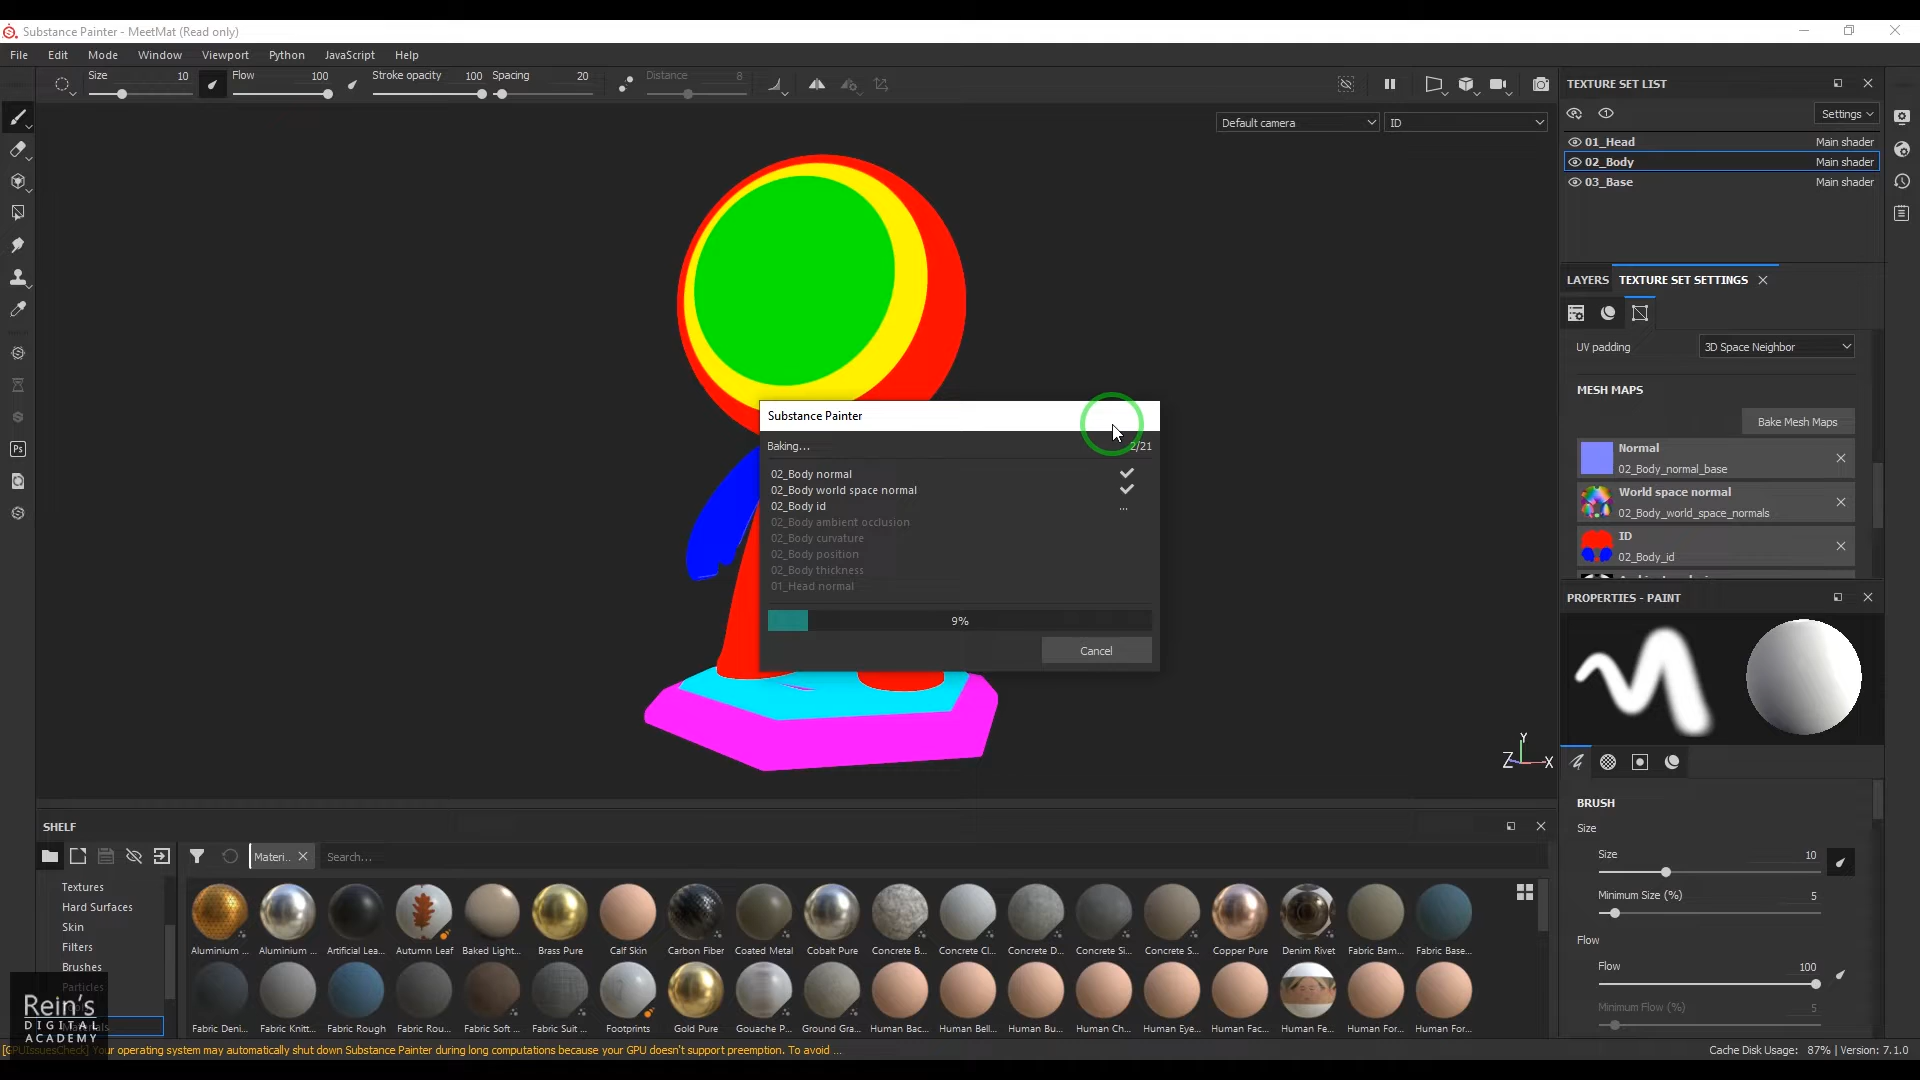 Substance Painter - MeetMat (Read only)
File Edit Mode Window Viewport Python JavaScript Help
Size 10 Flow 100 Stroke opacity 100 Spacing 20 Distance 8
Default camera ID
TEXTURE SET LIST
Settings
01_Head Main shader
02_Body Main shader
03_Base Main shader
LAYERS TEXTURE SET SETTINGS
UV padding 3D Space Neighbor
MESH MAPS
Bake Mesh Maps
Normal
02_Body_normal_base
World space normal
02_Body_world_space_normals
ID
02_Body_id
Substance Painter
Baking... 2/21
02_Body normal
02_Body world space normal
02_Body id ...
02_Body ambient occlusion
02_Body curvature
02_Body position
02_Body thickness
01_Head normal
9%
Cancel
Y
Z X
PROPERTIES - PAINT
BRUSH
Size
Size 10
Minimum Size (%) 5
Flow
Flow 100
Minimum Flow (%) 5
Ps
SHELF
Materi.. Search...
Textures
Hard Surfaces
Skin
Filters
Brushes
Particles
Aluminium ... Aluminium ... Artificial Lea... Autumn Leaf Baked Light... Brass Pure Calf Skin Carbon Fiber Coated Metal Cobalt Pure Concrete B... Concrete Cl... Concrete D... Concrete Si... Concrete S... Copper Pure Denim Rivet Fabric Bam... Fabric Base...
Fabric Deni... Fabric Knitt... Fabric Rough Fabric Rou... Fabric Soft ... Fabric Suit ... Footprints Gold Pure Gouache P... Ground Gra... Human Bac... Human Bell... Human Bu... Human Ch... Human Eye... Human Fac... Human Fe... Human For... Human For...
Rein's
DIGITAL
ACADEMY
[GPUIssuesCheck] Your operating system may automatically shut down Substance Painter during long computations because your GPU doesn't support preemption. To avoid ...
Cache Disk Usage: 87% | Version: 7.1.0